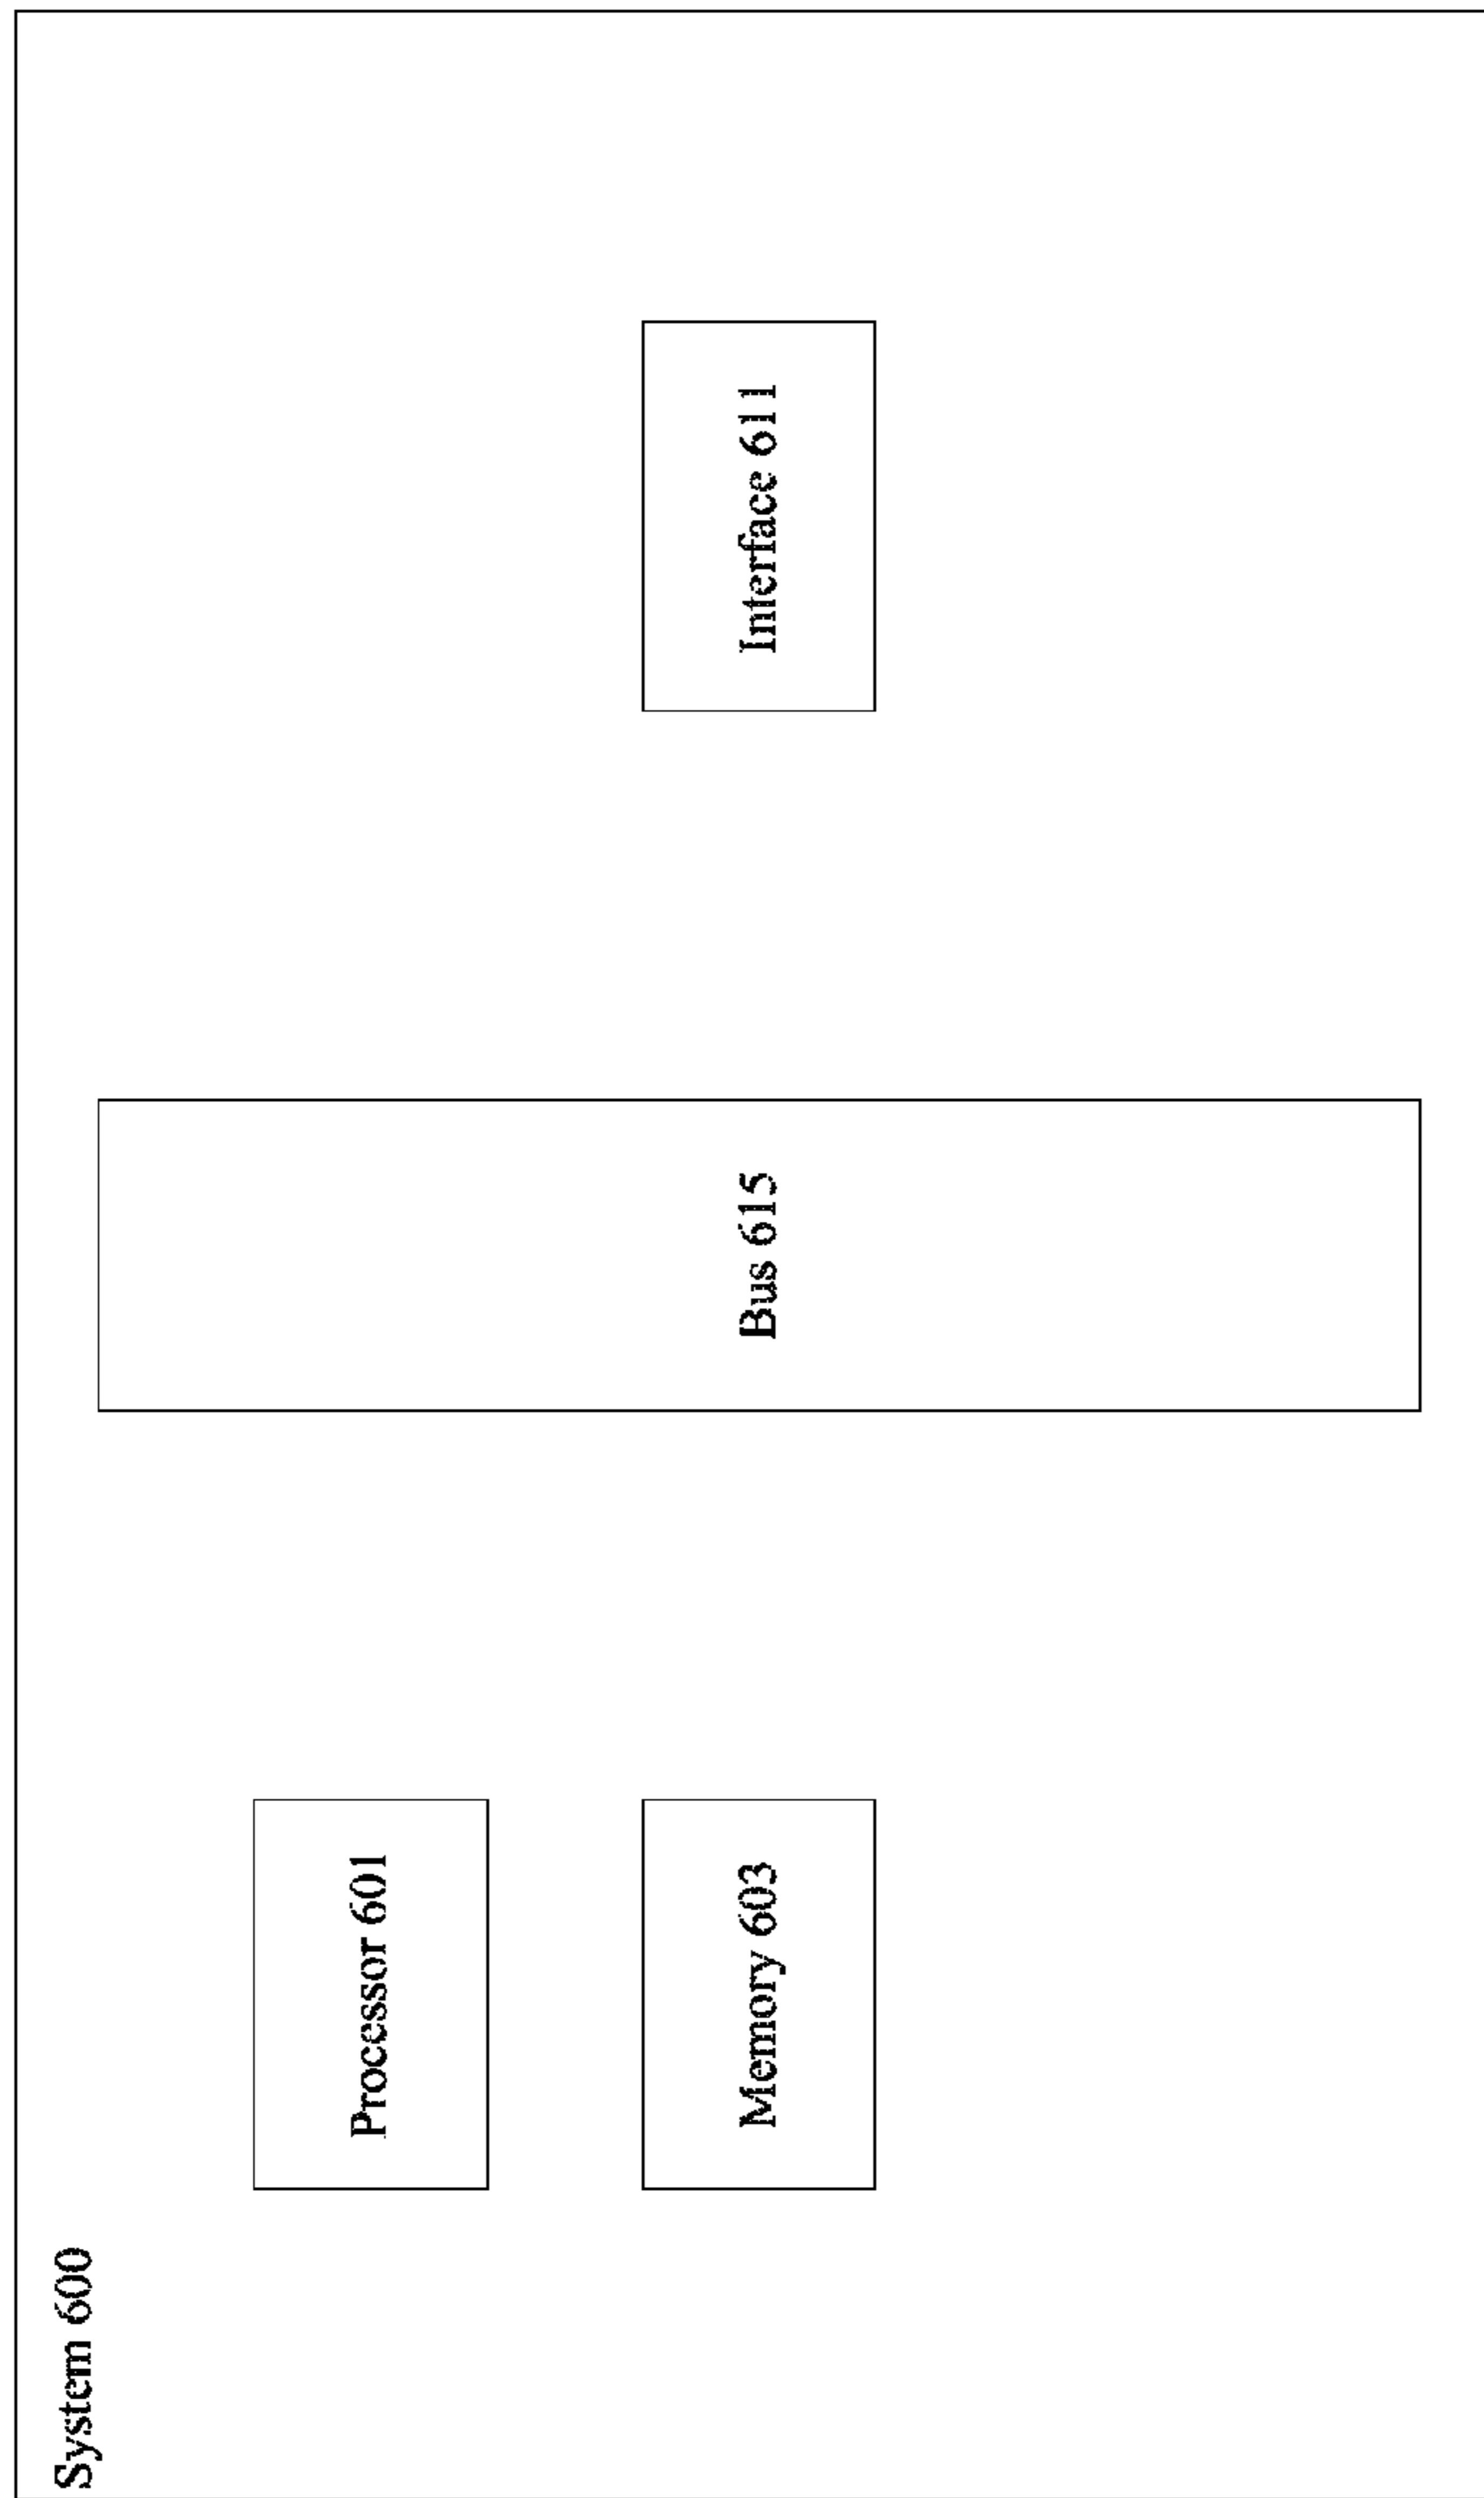 System 600
Processor 601
Memory 603
Bus 615
Interface 611